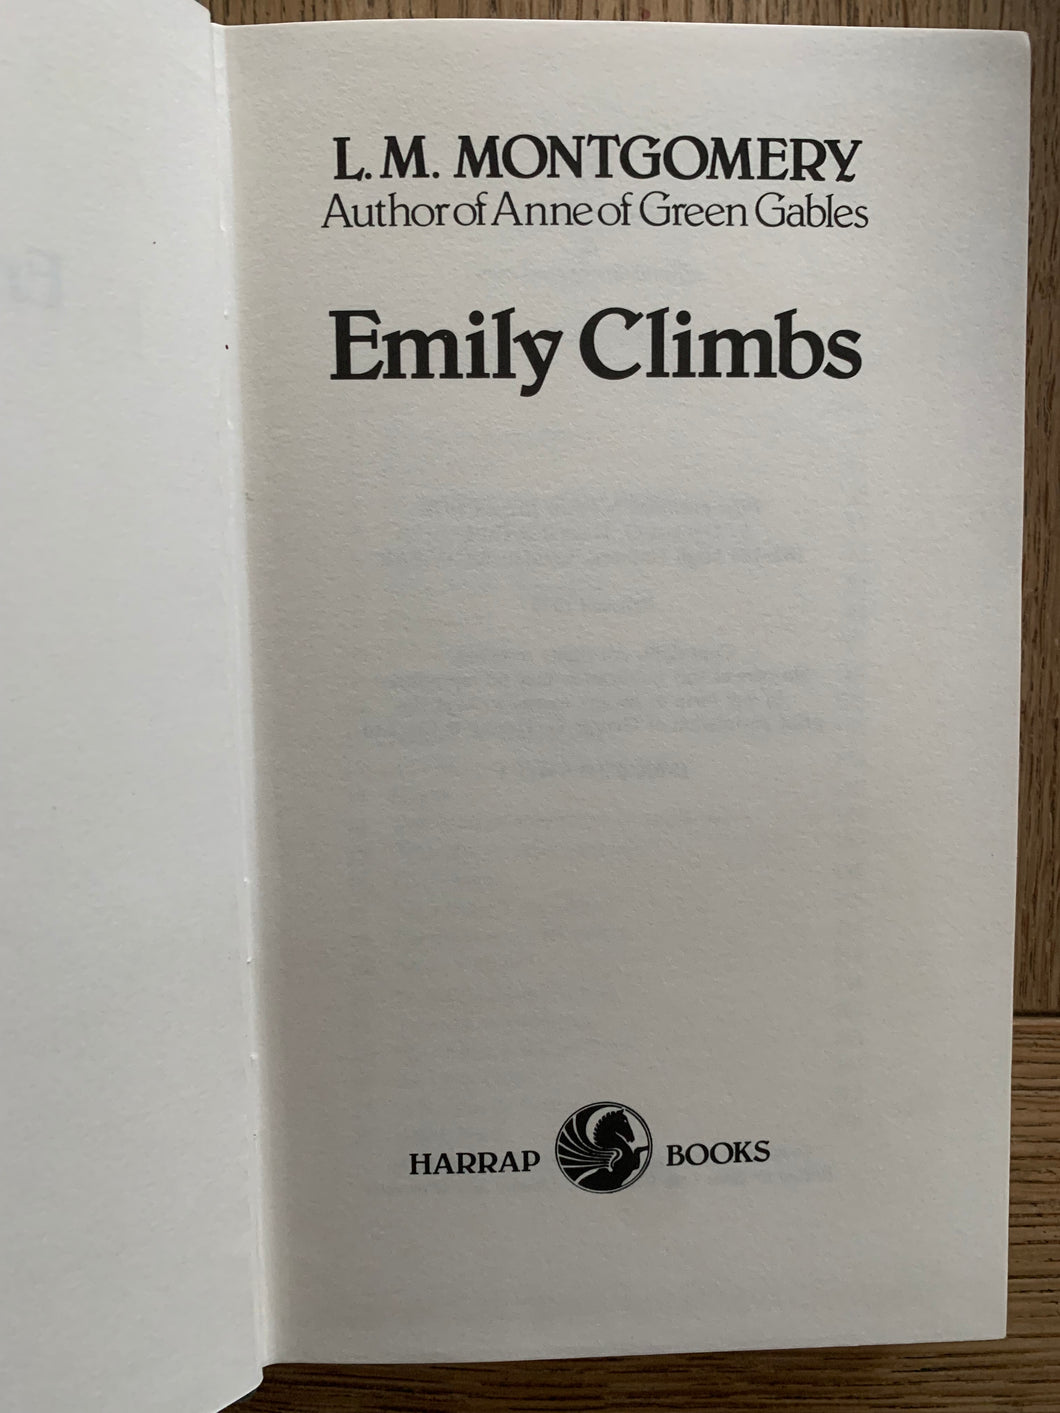 L.M. MONTGOMERY
Author of Anne of Green Gables
Emily Climbs
HARRAP BOOKS